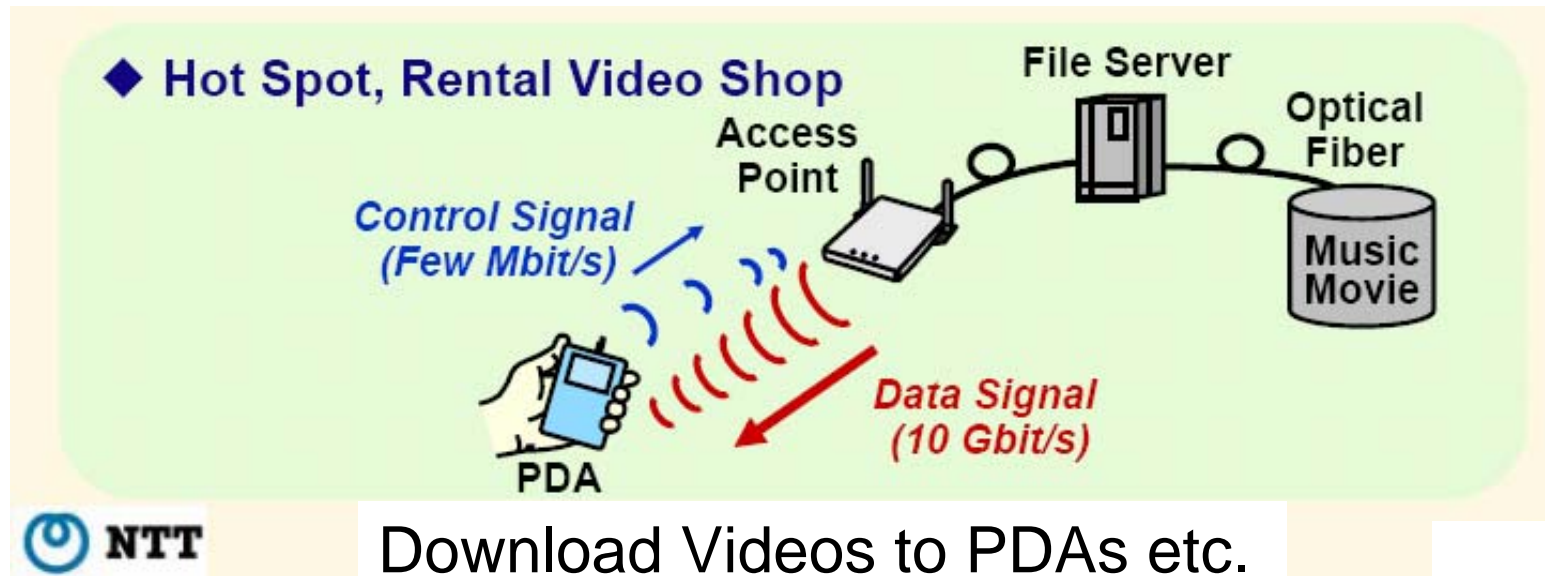 ◆ Hot Spot, Rental Video Shop
File Server
Optical
Fiber
Access
Point
Control Signal
(Few Mbit/s)
Music
Movie
Data Signal
(10 Gbit/s)
PDA
NTT
Download Videos to PDAs etc.